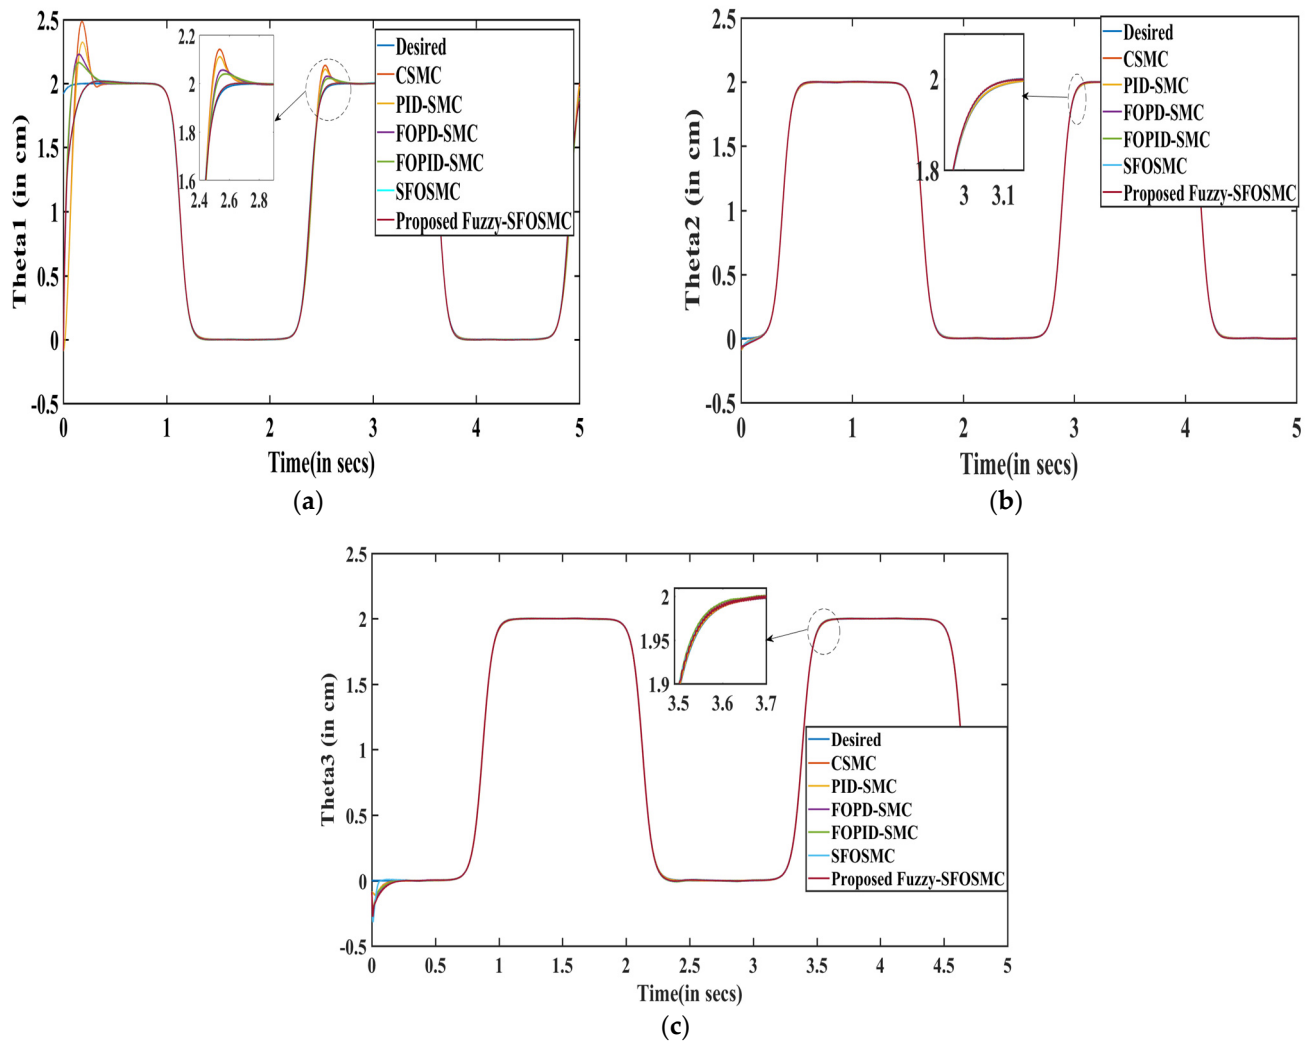 2.5
2
1.5
1
0.5
0
-0.5
Theta1 (in cm)
2.2
2
1.8
1.6
2.4 2.6 2.8
Desired
CSMC
PID-SMC
FOPD-SMC
FOPID-SMC
SFOSMC
Proposed Fuzzy-SFOSMC
0 1 2 3 4 5
Time(in secs)
(a)
2.5
2
1.5
1
0.5
0
-0.5
Theta2 (in cm)
2
1.8
3 3.1
Desired
CSMC
PID-SMC
FOPD-SMC
FOPID-SMC
SFOSMC
Proposed Fuzzy-SFOSMC
0 1 2 3 4 5
Time(in secs)
(b)
2.5
2
1.5
1
0.5
0
-0.5
Theta3 (in cm)
2
1.95
1.9
3.5 3.6 3.7
Desired
CSMC
PID-SMC
FOPD-SMC
FOPID-SMC
SFOSMC
Proposed Fuzzy-SFOSMC
0 0.5 1 1.5 2 2.5 3 3.5 4 4.5 5
Time(in secs)
(c)